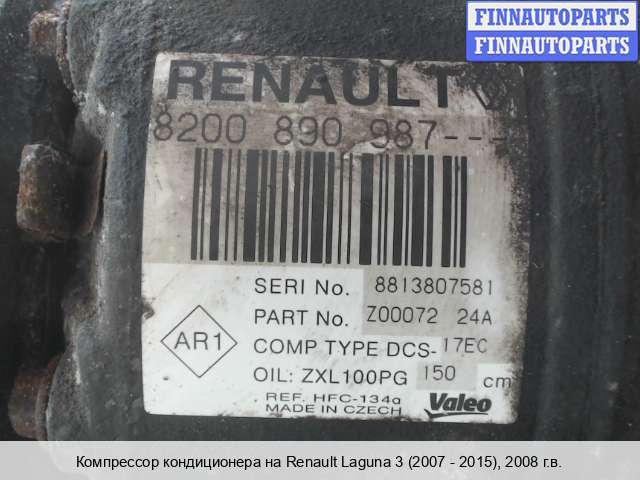 FINNAUTOPARTS
FINNAUTOPARTS
RENAULT
8200 890 987---
SERI No. 8813807581
PART No. Z00072 24A
AR1
COMP TYPE DCS-17EC
OIL: ZXL100PG 150 cm
REF. HFC-134a
MADE IN CZECH
Valeo
Компрессор кондиционера на Renault Laguna 3 (2007 - 2015), 2008 г.в.